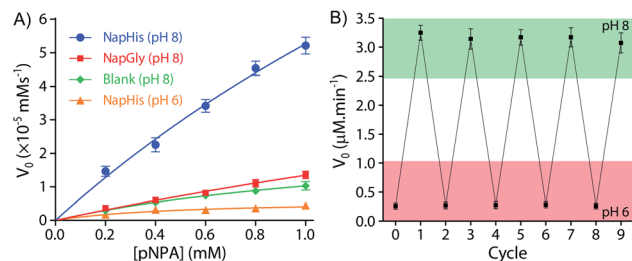 A)
V₀ (×10⁻⁵ mMs⁻¹)
6
5
4
3
2
1
0
NapHis (pH 8)
NapGly (pH 8)
Blank (pH 8)
NapHis (pH 6)
0.0 0.2 0.4 0.6 0.8 1.0
[pNPA] (mM)
B)
V₀ (μM.min⁻¹)
3.5
3.0
2.5
2.0
1.5
1.0
0.5
0.0
pH 8
pH 6
0 1 2 3 4 5 6 7 8 9
Cycle